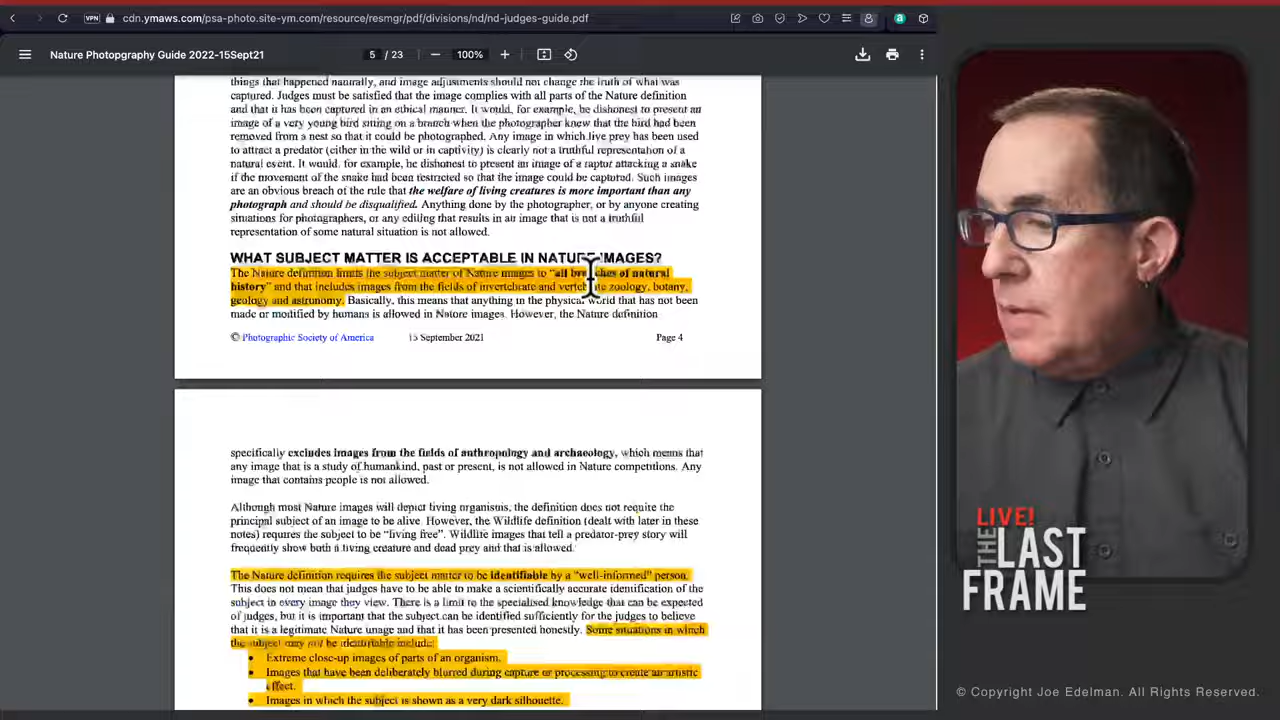 VPN cdn.ymaws.com/psa-photo.site-ym.com/resource/resmgr/pdf/divisions/nd/nd-judges-guide.pdf
Nature Photopgraphy Guide 2022-15Sept21
5 / 23
100%
things that happened naturally, and image adjustments should not change the truth of what was
captured. Judges must be satisfied that the image complies with all parts of the Nature definition
and that it has been captured in an ethical manner. It would, for example, be dishonest to present an
image of a very young bird sitting on a branch when the photographer knew that the bird had been
removed from a nest so that it could be photographed. Any image in which live prey has been used
to attract a predator (either in the wild or in captivity) is clearly not a truthful representation of a
natural event. It would, for example, be dishonest to present an image of a raptor attacking a snake
if the movement of the snake had been restricted so that the image could be captured. Such images
are an obvious breach of the rule that the welfare of living creatures is more important than any
photograph and should be disqualified. Anything done by the photographer, or by anyone creating
situations for photographers, or any editing that results in an image that is not a truthful
representation of some natural situation is not allowed.
WHAT SUBJECT MATTER IS ACCEPTABLE IN NATURE IMAGES?
The Nature definition limits the subject matter of Nature images to “all branches of natural
history” and that includes images from the fields of invertebrate and vertebrate zoology, botany,
geology and astronomy. Basically, this means that anything in the physical world that has not been
made or modified by humans is allowed in Nature images. However, the Nature definition
© Photographic Society of America 15 September 2021 Page 4
specifically excludes images from the fields of anthropology and archaeology, which means that
any image that is a study of humankind, past or present, is not allowed in Nature competitions. Any
image that contains people is not allowed.
Although most Nature images will depict living organisms, the definition does not require the
principal subject of an image to be alive. However, the Wildlife definition (dealt with later in these
notes) requires the subject to be “living free”. Wildlife images that tell a predator-prey story will
frequently show both a living creature and dead prey and that is allowed.
The Nature definition requires the subject matter to be identifiable by a “well-informed” person.
This does not mean that judges have to be able to make a scientifically accurate identification of the
subject in every image they view. There is a limit to the specialised knowledge that can be expected
of judges, but it is important that the subject can be identified sufficiently for the judges to believe
that it is a legitimate Nature image and that it has been presented honestly. Some situations in which
the subject may not be identifiable include:
• Extreme close-up images of parts of an organism.
• Images that have been deliberately blurred during capture or processing to create an artistic
effect.
• Images in which the subject is shown as a very dark silhouette.
LIVE!
THE LAST
FRAME
© Copyright Joe Edelman. All Rights Reserved.